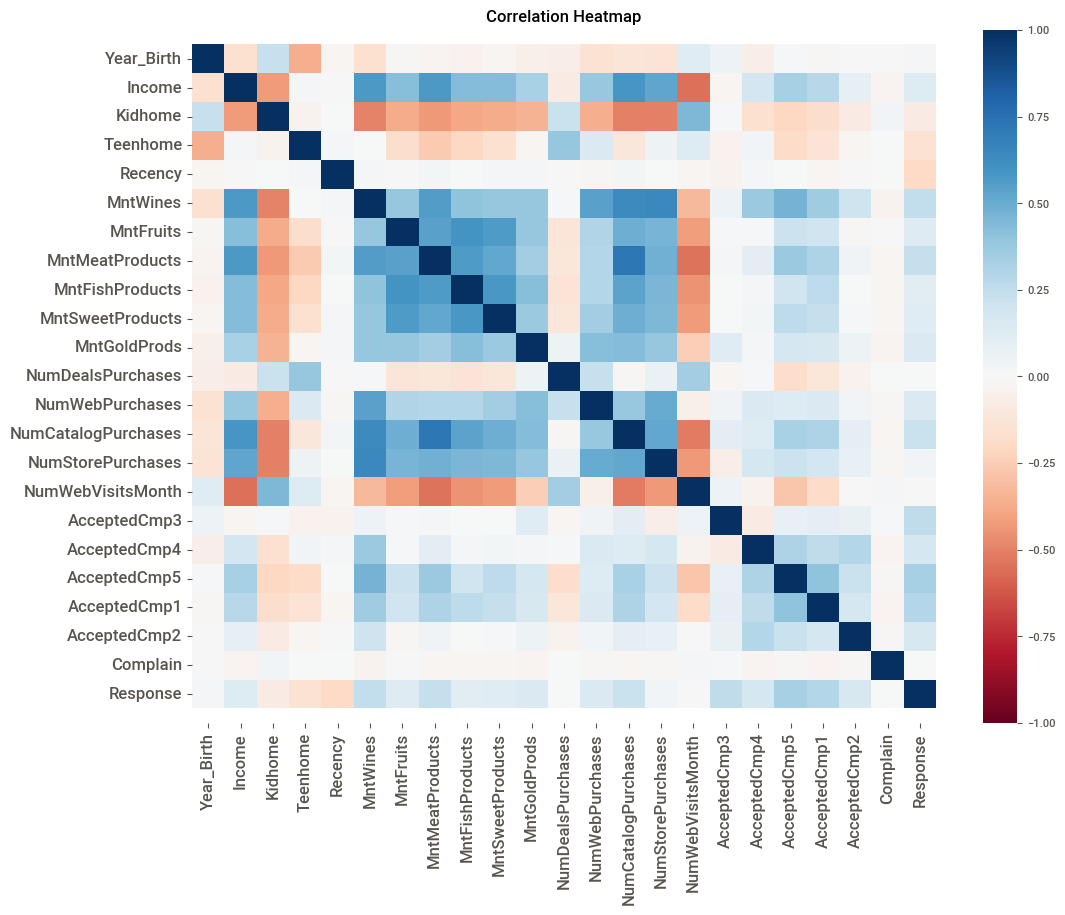 Correlation Heatmap
Year_Birth
Income
Kidhome
Teenhome
Recency
MntWines
MntFruits
MntMeatProducts
MntFishProducts
MntSweetProducts
MntGoldProds
NumDealsPurchases
NumWebPurchases
NumCatalogPurchases
NumStorePurchases
NumWebVisitsMonth
AcceptedCmp3
AcceptedCmp4
AcceptedCmp5
AcceptedCmp1
AcceptedCmp2
Complain
Response
Year_Birth
Income
Kidhome
Teenhome
Recency
MntWines
MntFruits
MntMeatProducts
MntFishProducts
MntSweetProducts
MntGoldProds
NumDealsPurchases
NumWebPurchases
NumCatalogPurchases
NumStorePurchases
NumWebVisitsMonth
AcceptedCmp3
AcceptedCmp4
AcceptedCmp5
AcceptedCmp1
AcceptedCmp2
Complain
Response
1.00
0.75
0.50
0.25
0.00
−0.25
−0.50
−0.75
−1.00